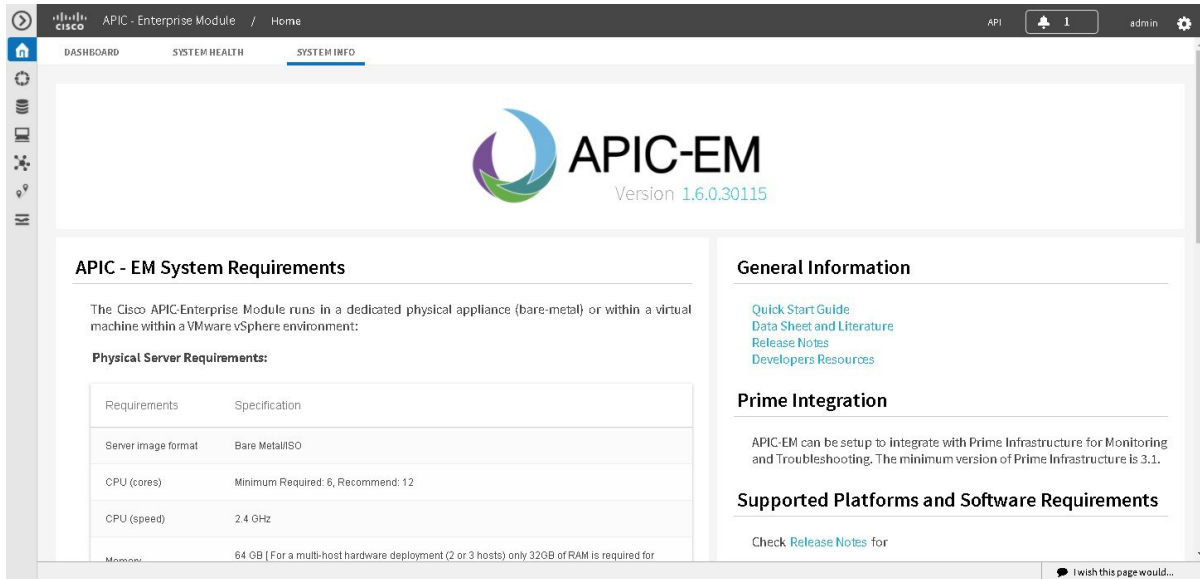 cisco APIC - Enterprise Module / Home API 1 admin
DASHBOARD SYSTEM HEALTH SYSTEM INFO
APIC-EM
Version 1.6.0.30115
APIC - EM System Requirements
The Cisco APIC-Enterprise Module runs in a dedicated physical appliance (bare-metal) or within a virtual
machine within a VMware vSphere environment:
Physical Server Requirements:
Requirements Specification
Server image format Bare Metal/ISO
CPU (cores) Minimum Required: 6, Recommend: 12
CPU (speed) 2.4 GHz
Memory 64 GB [ For a multi-host hardware deployment (2 or 3 hosts) only 32GB of RAM is required for
General Information
Quick Start Guide
Data Sheet and Literature
Release Notes
Developers Resources
Prime Integration
APIC-EM can be setup to integrate with Prime Infrastructure for Monitoring
and Troubleshooting. The minimum version of Prime Infrastructure is 3.1.
Supported Platforms and Software Requirements
Check Release Notes for
I wish this page would...